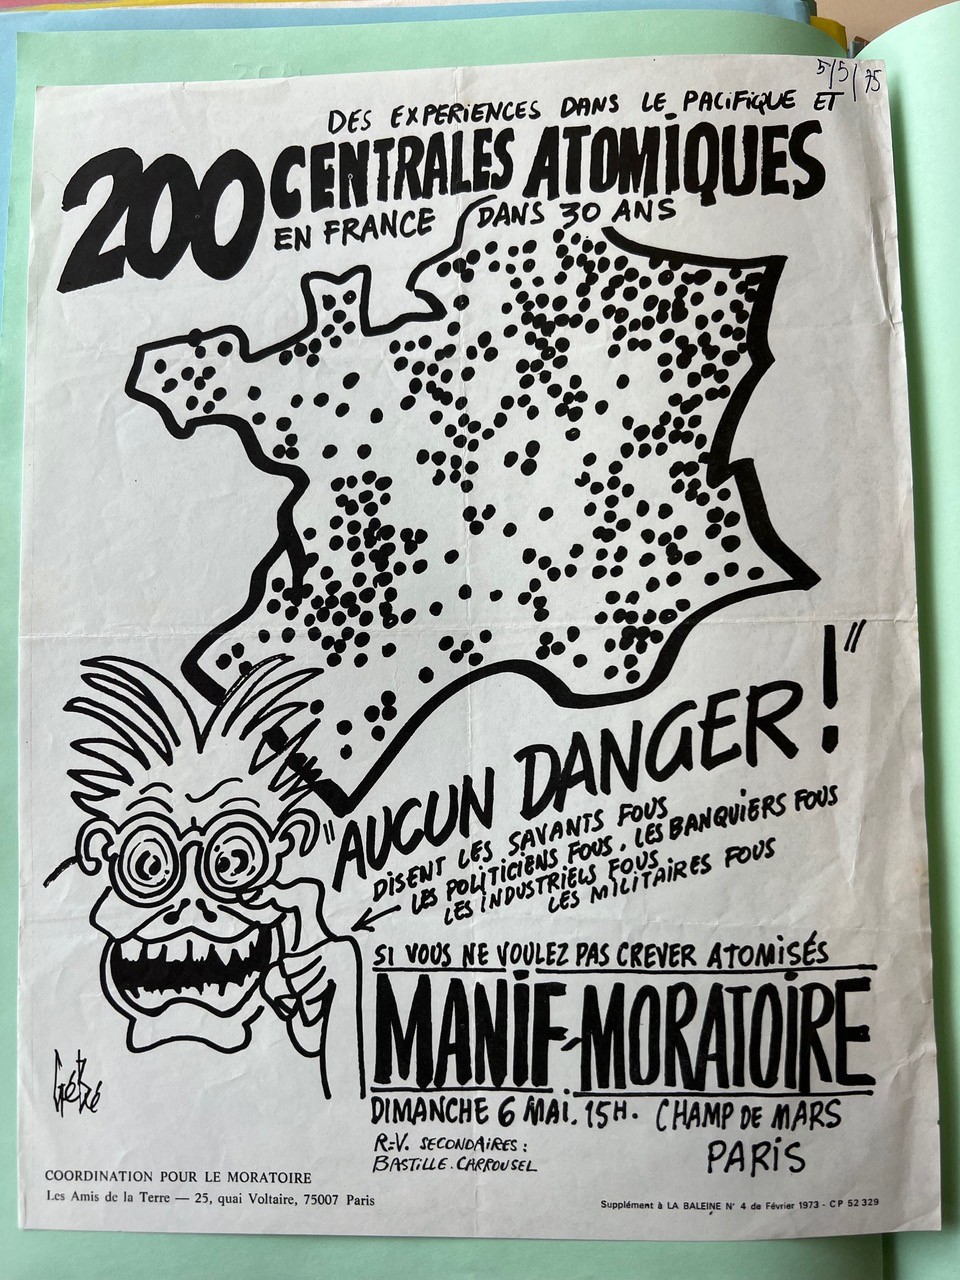 5/5/75
DES EXPERIENCES DANS LE PACIFIQUE ET
200 CENTRALES ATOMIQUES
EN FRANCE DANS 30 ANS
"AUCUN DANGER!"
DISENT LES SAVANTS FOUS
LES POLITICIENS FOUS. LES BANQUIERS FOUS
LES INDUSTRIELS FOUS
LES MILITAIRES FOUS
SI VOUS NE VOULEZ PAS CREVER ATOMISÉS
MANIF-MORATOIRE
DIMANCHE 6 MAI. 15H. CHAMP DE MARS
PARIS
R.V. SECONDAIRES:
BASTILLE. CARROUSEL
GéBé
COORDINATION POUR LE MORATOIRE
Les Amis de la Terre — 25, quai Voltaire, 75007 Paris
Supplément à LA BALEINE N° 4 de Février 1973 - CP 52 329